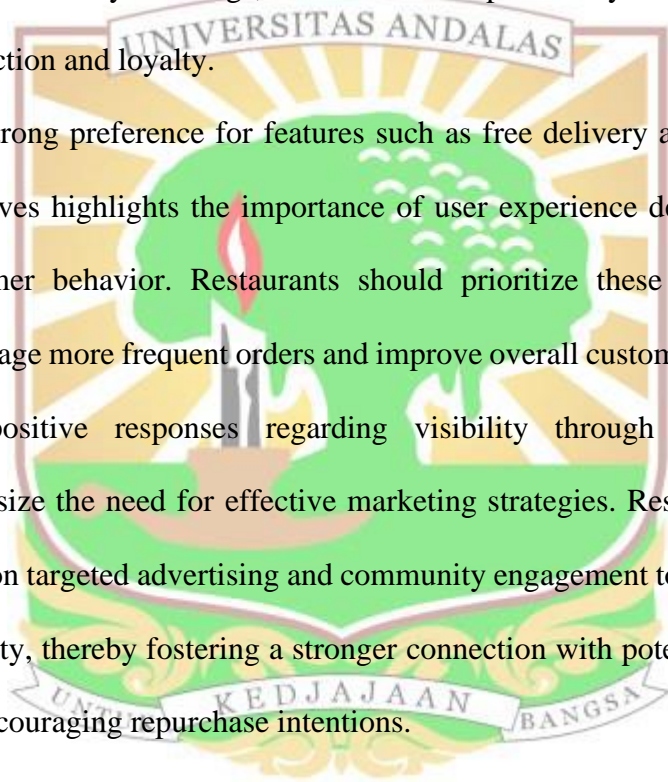 UNIVERSITAS ANDALAS
ction and loyalty.
rong preference for features such as free delivery a
ves highlights the importance of user experience de
ner behavior. Restaurants should prioritize these
age more frequent orders and improve overall custom
positive responses regarding visibility through
size the need for effective marketing strategies. Res
on targeted advertising and community engagement to
ty, thereby fostering a stronger connection with pote
couraging repurchase intentions.
UNTUK KEDJAJAAN BANGSA